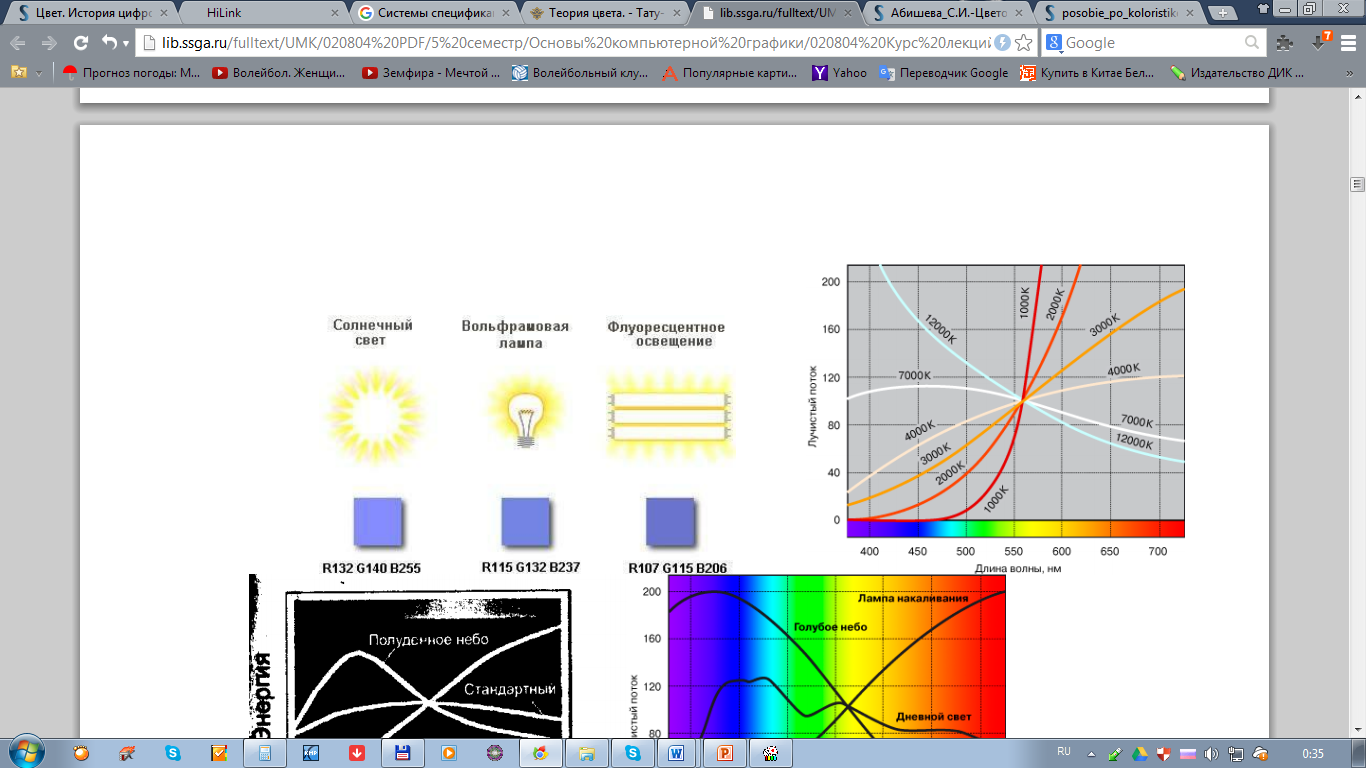 Цвет. История цифро
HiLink
Системы спецификац
Теория цвета. - Тату-
lib.ssga.ru/fulltext/UM
Абишева_С.И.-Цвето
posobie_po_koloristik
lib.ssga.ru/fulltext/UMK/020804%20PDF/5%20семестр/Основы%20компьютерной%20графики/020804%20Курс%20лекций
Google
7
Прогноз погоды: М...
Волейбол. Женщи...
Земфира - Мечтой ...
Волейбольный клу...
Популярные карти...
Yahoo
Переводчик Google
Купить в Китае Бел...
Издательство ДИК ...
»
Солнечный
свет
Вольфрамовая
лампа
Флуоресцентное
освещение
R132 G140 B255
R115 G132 B237
R107 G115 B206
Лучистый поток
200
160
120
80
40
0
12000K
1000K
2000K
3000K
7000K
4000K
4000K
7000K
3000K
12000K
2000K
1000K
400 450 500 550 600 650 700
Длина волны, нм
Энергия
Полуденное небо
Стандартный
200
160
120
80
Лампа накаливания
Голубое небо
Дневной свет
RU
0:35